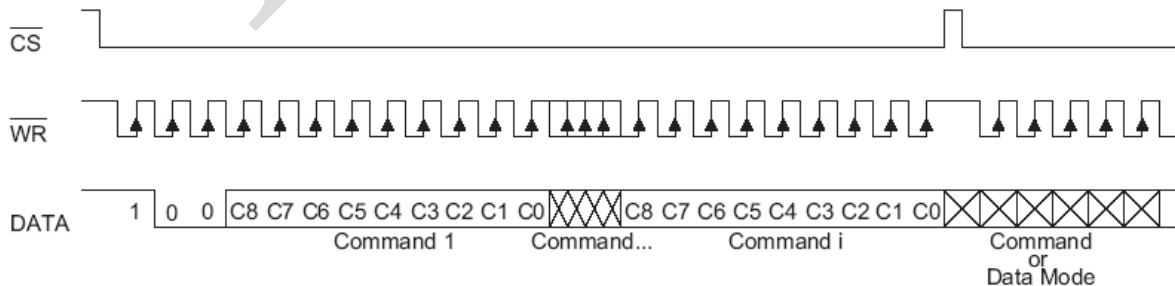 CS
WR
DATA
1 0 0 C8 C7 C6 C5 C4 C3 C2 C1 C0 C8 C7 C6 C5 C4 C3 C2 C1 C0
Command 1 Command... Command i Command
or
Data Mode